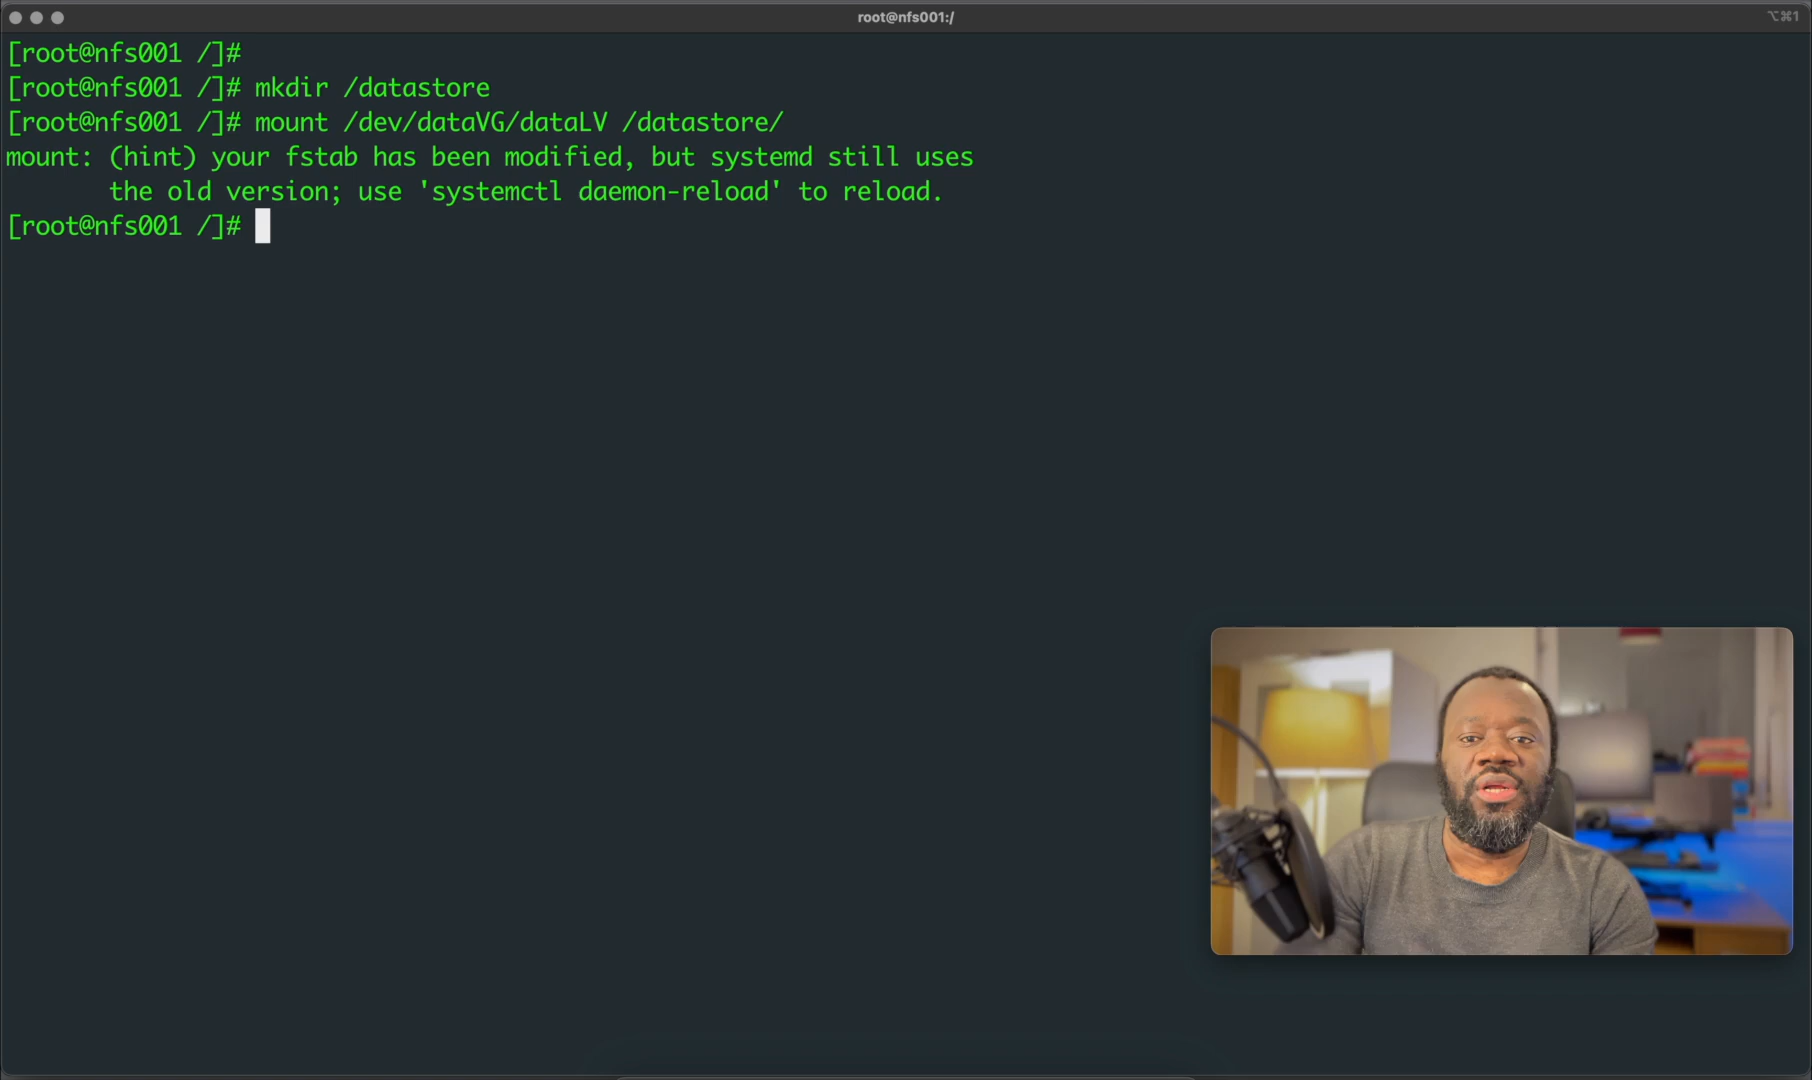 root@nfs001:/
⌥⌘1
[root@nfs001 /]#
[root@nfs001 /]# mkdir /datastore
[root@nfs001 /]# mount /dev/dataVG/dataLV /datastore/
mount: (hint) your fstab has been modified, but systemd still uses
       the old version; use 'systemctl daemon-reload' to reload.
[root@nfs001 /]#